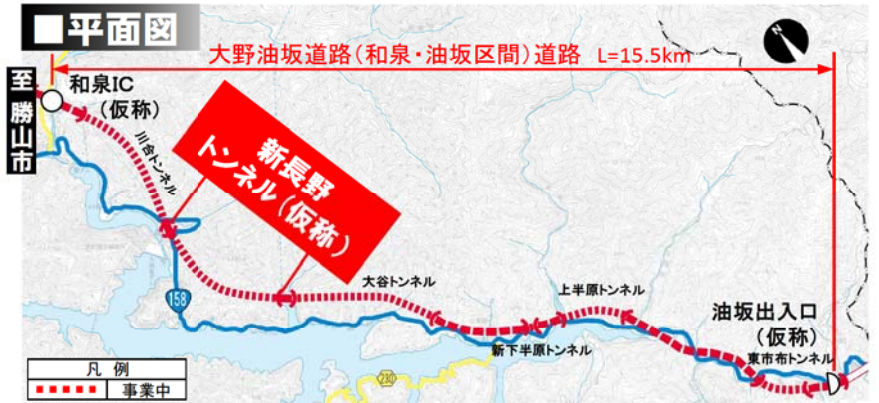 ■平面図
大野油坂道路(和泉・油坂区間)道路 L=15.5km
至 勝山市
和泉IC
(仮称)
川合トンネル
新長野
トンネル(仮称)
158
大谷トンネル
上半原トンネル
新下半原トンネル
油坂出入口
(仮称)
東市布トンネル
230
凡 例
事業中